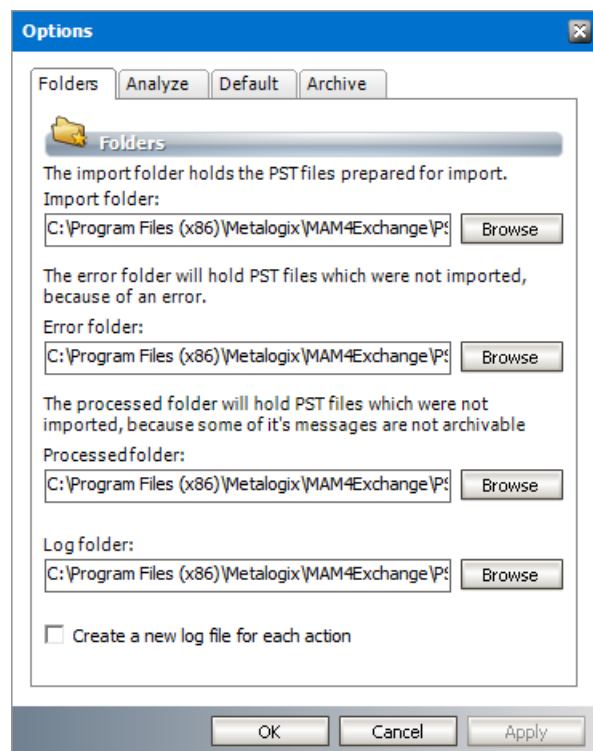 Options
Folders Analyze Default Archive
Folders
The import folder holds the PST files prepared for import.
Import folder:
C:\Program Files (x86)\Metalogix\MAM4Exchange\PS Browse
The error folder will hold PST files which were not imported,
because of an error.
Error folder:
C:\Program Files (x86)\Metalogix\MAM4Exchange\PS Browse
The processed folder will hold PST files which were not
imported, because some of it's messages are not archivable
Processed folder:
C:\Program Files (x86)\Metalogix\MAM4Exchange\PS Browse
Log folder:
C:\Program Files (x86)\Metalogix\MAM4Exchange\PS Browse
Create a new log file for each action
OK Cancel Apply